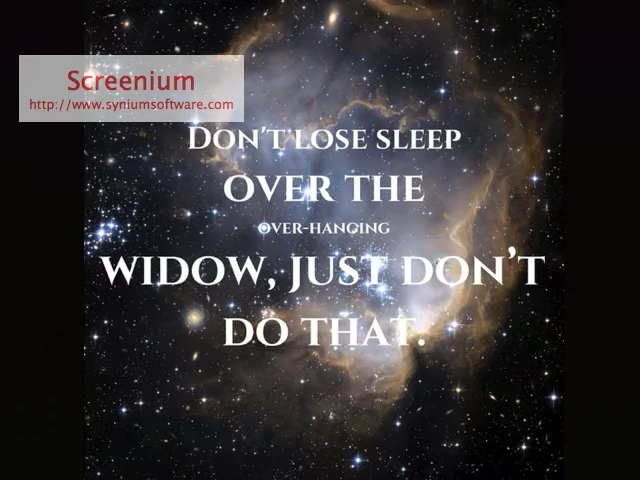 Screenium
http://www.syniumsoftware.com
Don't lose sleep
over the
over-hanging
widow, just don't
do that.